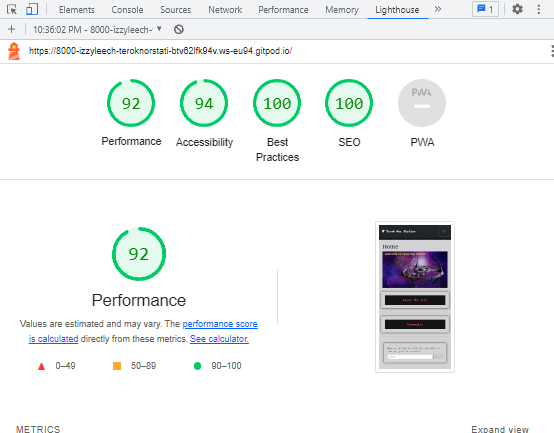 Elements Console Sources Network Performance Memory Lighthouse » 1
+ 10:36:02 PM - 8000-izzyleech-
https://8000-izzyleech-teroknorstati-btv62lfk94v.ws-eu94.gitpod.io/
92 94 100 100 PWA
Performance Accessibility Best Practices SEO PWA
92
Performance
Values are estimated and may vary. The performance score
is calculated directly from these metrics. See calculator.
0–49 50–89 90–100
Home
METRICS Expand view